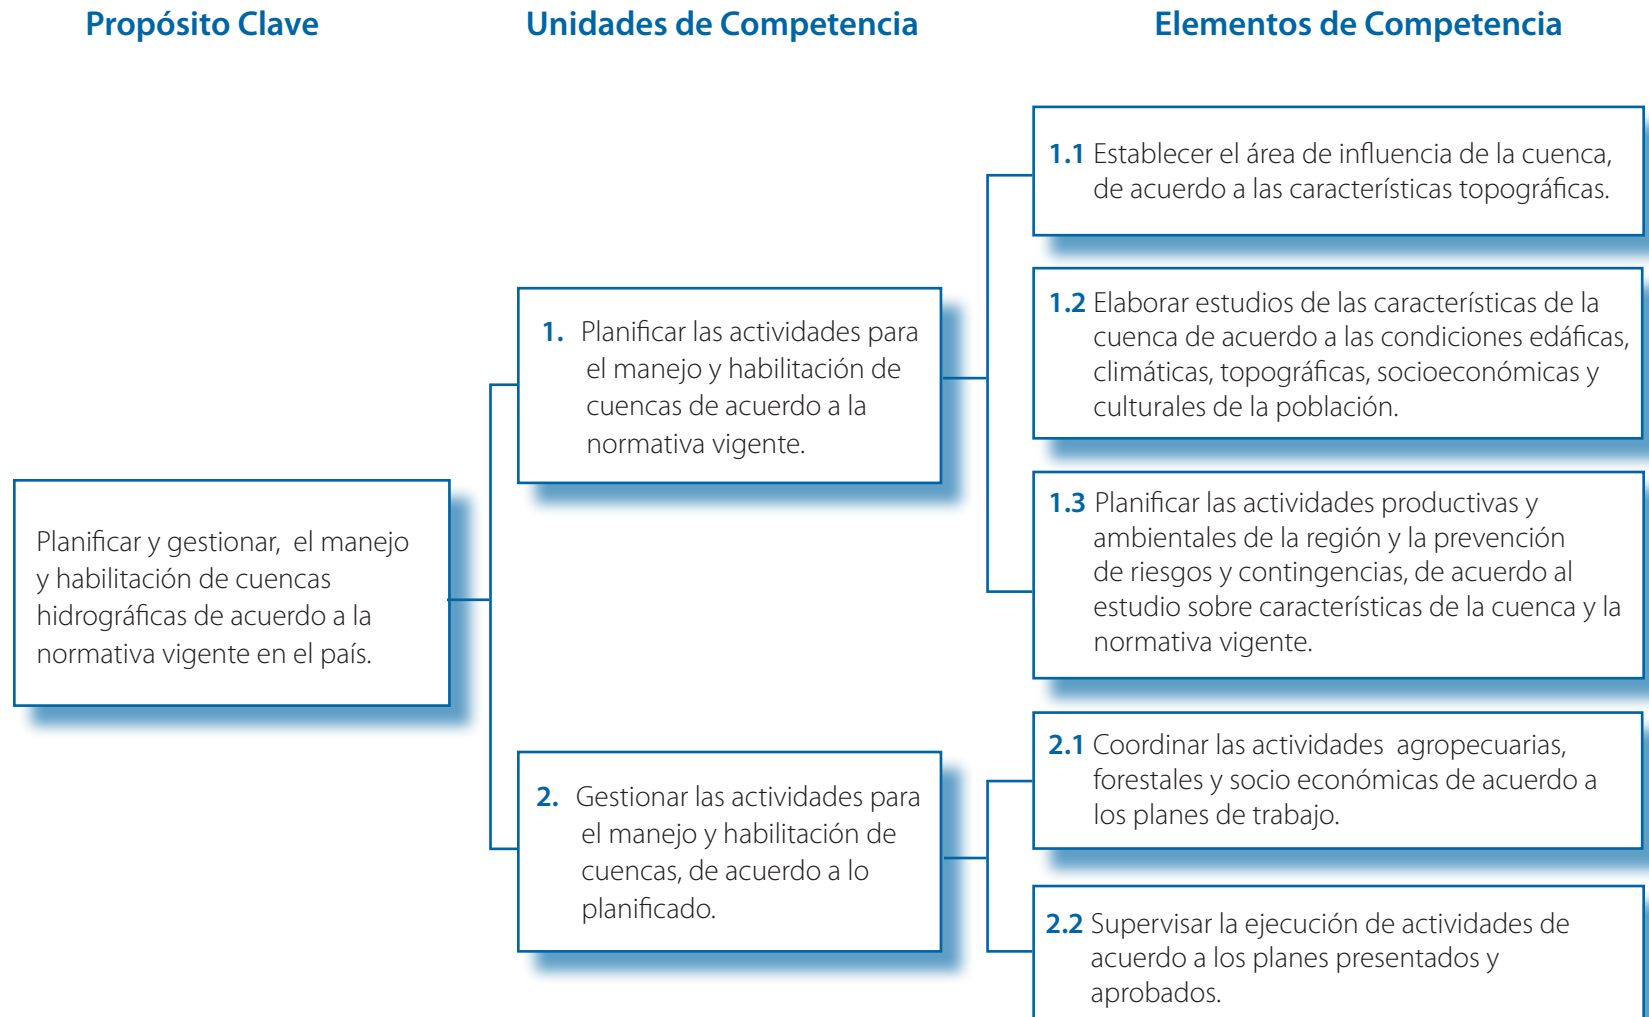 Propósito Clave
Unidades de Competencia
Elementos de Competencia
Planificar y gestionar, el manejo
y habilitación de cuencas
hidrográficas de acuerdo a la
normativa vigente en el país.
1. Planificar las actividades para
el manejo y habilitación de
cuencas de acuerdo a la
normativa vigente.
1.1 Establecer el área de influencia de la cuenca,
de acuerdo a las características topográficas.
1.2 Elaborar estudios de las características de la
cuenca de acuerdo a las condiciones edáficas,
climáticas, topográficas, socioeconómicas y
culturales de la población.
1.3 Planificar las actividades productivas y
ambientales de la región y la prevención
de riesgos y contingencias, de acuerdo al
estudio sobre características de la cuenca y la
normativa vigente.
2. Gestionar las actividades para
el manejo y habilitación de
cuencas, de acuerdo a lo
planificado.
2.1 Coordinar las actividades agropecuarias,
forestales y socio económicas de acuerdo a
los planes de trabajo.
2.2 Supervisar la ejecución de actividades de
acuerdo a los planes presentados y
aprobados.